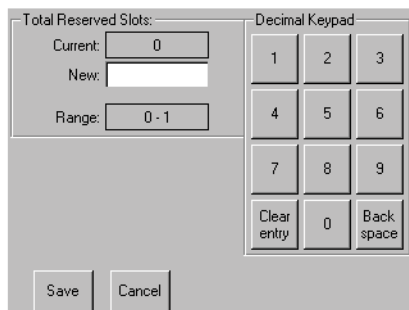 Total Reserved Slots:
Current: 0
New:
Range: 0 - 1
Decimal Keypad
1 2 3
4 5 6
7 8 9
Clear entry 0 Back space
Save Cancel